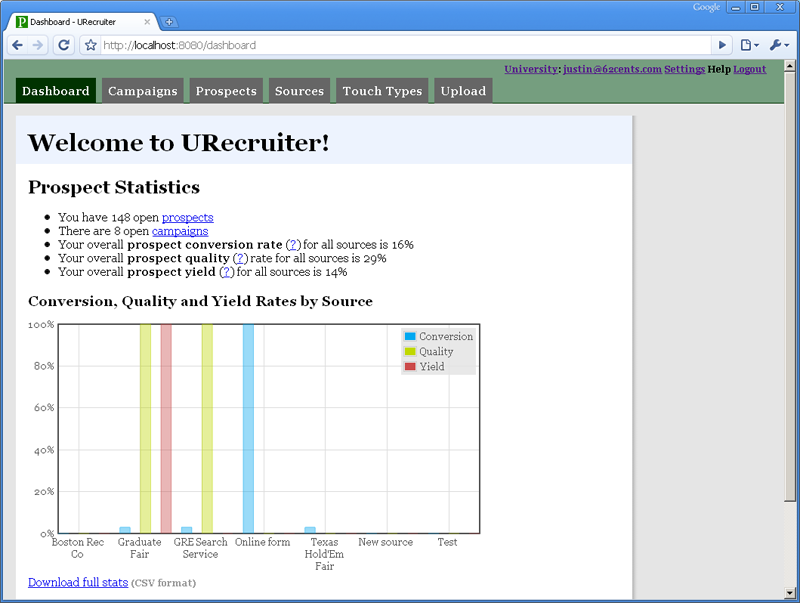 Google
Dashboard - URecruiter
http://localhost:8080/dashboard
University: justin@62cents.com Settings Help Logout
Dashboard Campaigns Prospects Sources Touch Types Upload
Welcome to URecruiter!
Prospect Statistics
You have 148 open prospects
There are 8 open campaigns
Your overall prospect conversion rate (?) for all sources is 16%
Your overall prospect quality (?) rate for all sources is 29%
Your overall prospect yield (?) for all sources is 14%
Conversion, Quality and Yield Rates by Source
100%
80%
60%
40%
20%
0%
Conversion
Quality
Yield
Boston Rec Co
Graduate Fair
GRE Search Service
Online form
Texas Hold'Em Fair
New source
Test
Download full stats (CSV format)